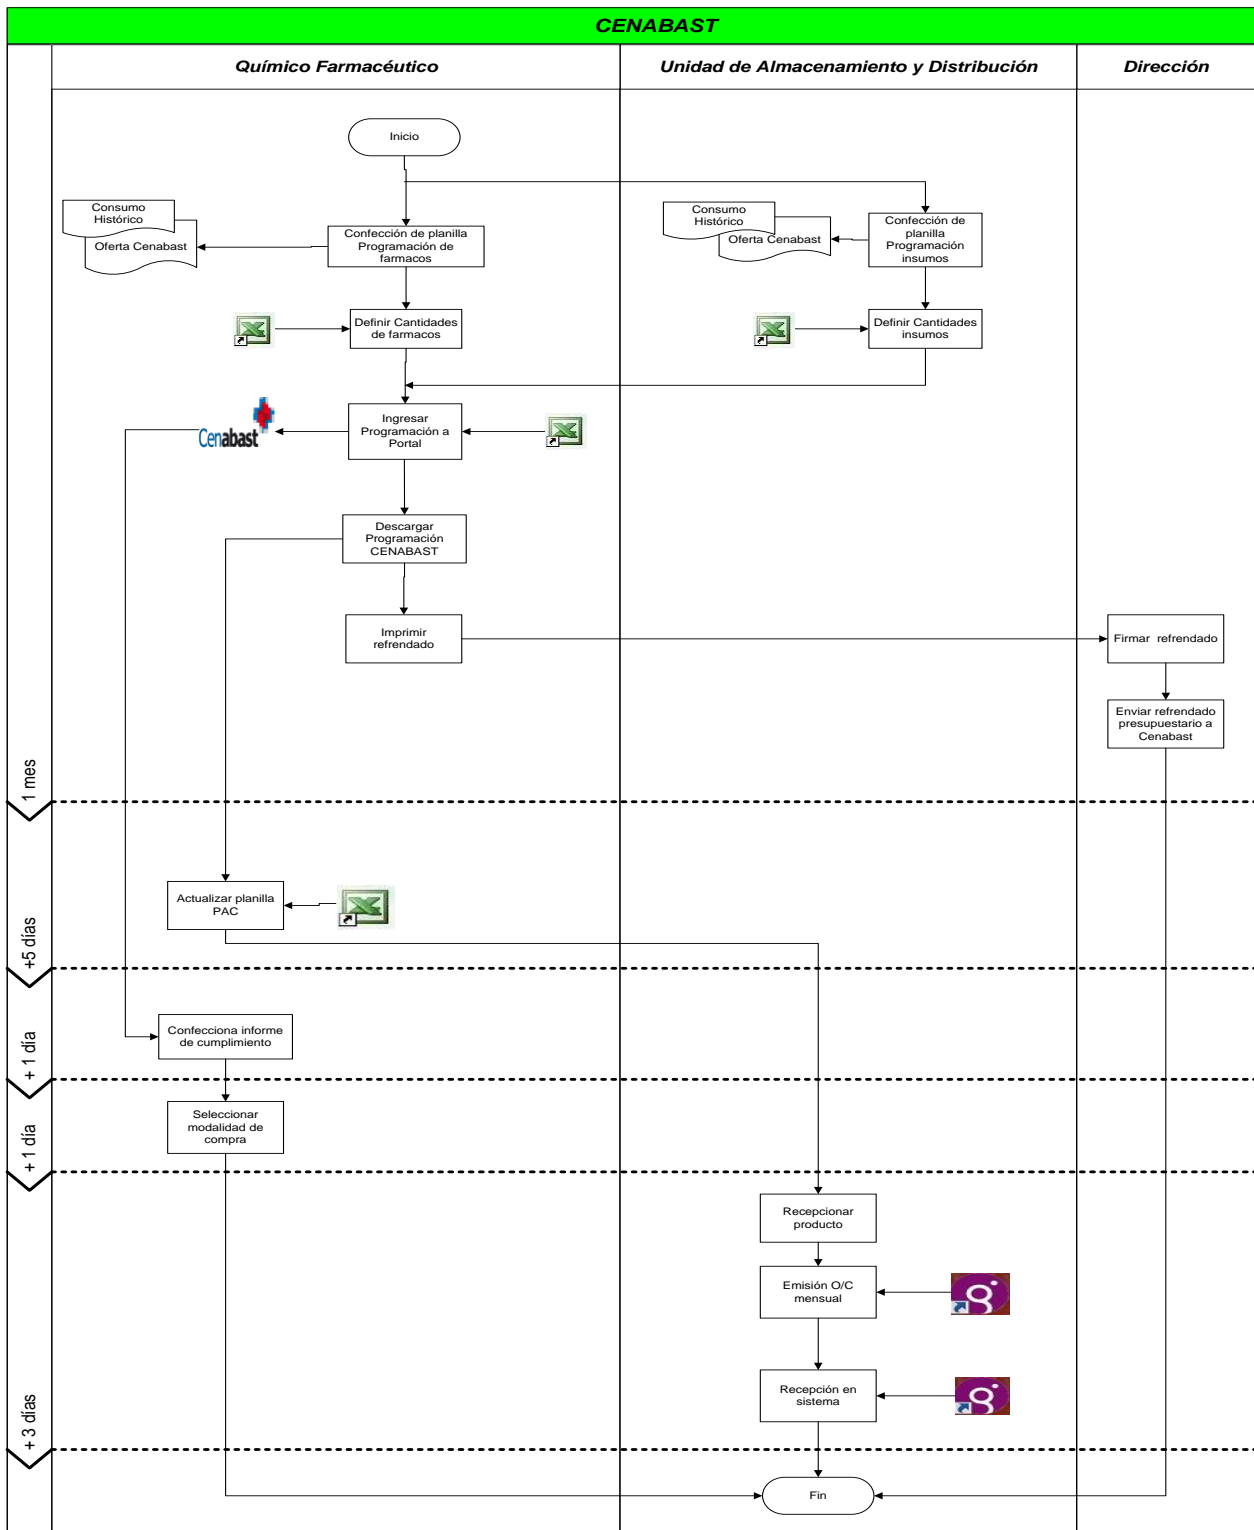 CENABAST
Químico Farmacéutico
Unidad de Almacenamiento y Distribución
Dirección
Inicio
Consumo
Histórico
Oferta Cenabast
Confección de
planilla
Programación de
farmacos
Consumo
Histórico
Oferta Cenabast
Confección de
planilla
Programación
insumos
Definir Cantidades
de farmacos
Definir Cantidades
insumos
Cenabast
Ingresar
Programación a
Portal
Descargar
Programación
CENABAST
Imprimir
refrendado
Firmar refrendado
Enviar refrendado
presupuestario a
Cenabast
1 mes
Actualizar planilla
PAC
+5 días
Confecciona informe
de cumplimiento
+ 1 día
Seleccionar
modalidad de
compra
+ 1 día
Recepcionar
producto
Emisión O/C
mensual
g
Recepción en
sistema
g
+ 3 días
Fin